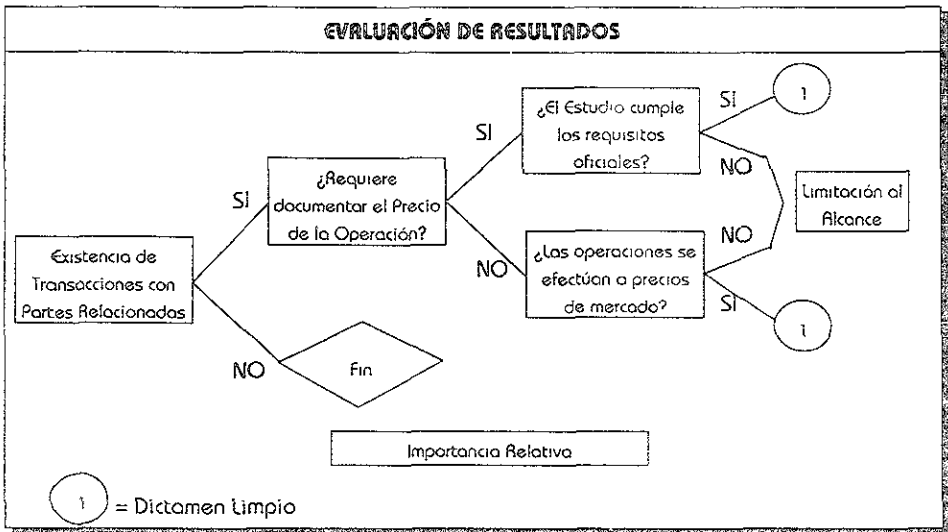 EVALUACIÓN DE RESULTADOS
¿El Estudio cumple
los requisitos
oficiales?
SI
1
SI
NO
¿Requiere
documentar el Precio
de la Operación?
SI
Limitación al
Alcance
NO
Existencia de
Transacciones con
Partes Relacionadas
NO
¿Las operaciones se
efectúan a precios
de mercado?
SI
1
NO
Fin
Importancia Relativa
1 = Dictamen Limpio